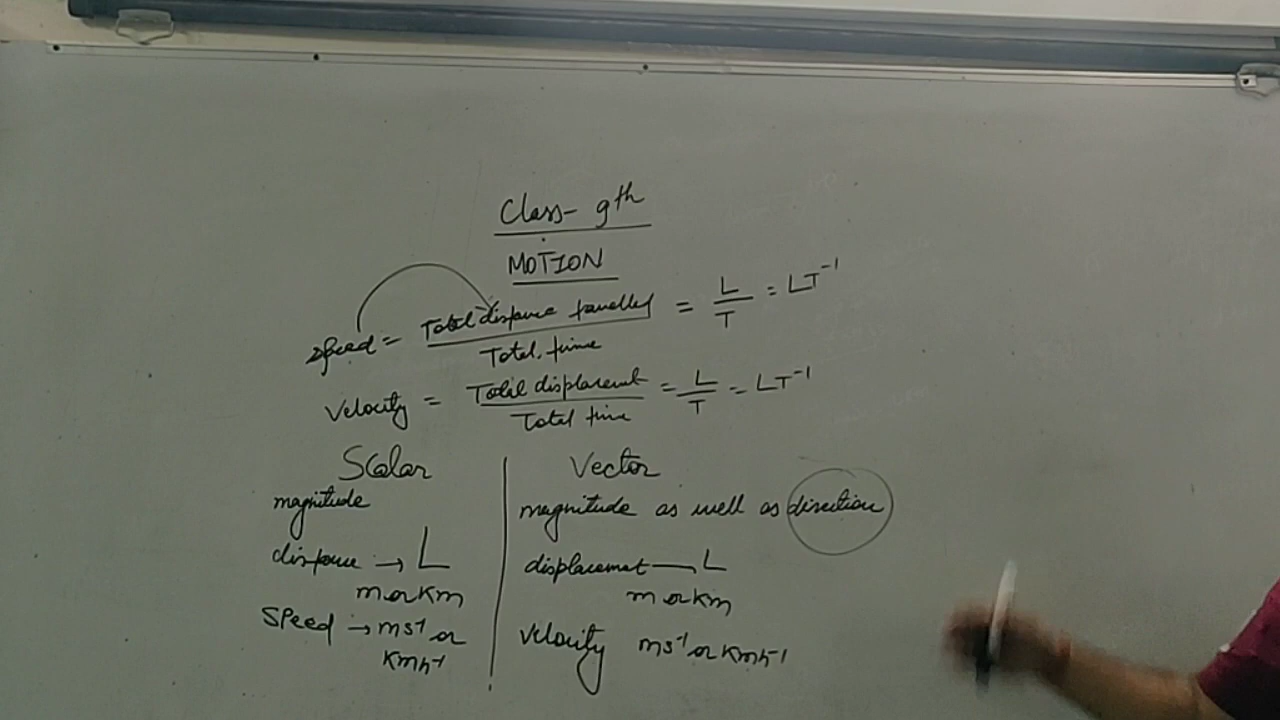 Class- 9th
MOTION
Speed = Total distance travelled / Total time = L/T = LT⁻¹
Velocity = Total displacement / Total time = L/T = LT⁻¹
Scalar | Vector
magnitude | magnitude as well as direction
distance → L | displacement — L
m or Km | m or Km
Speed → ms⁻¹ or | Velocity ms⁻¹ or Kmh⁻¹
Kmh⁻¹